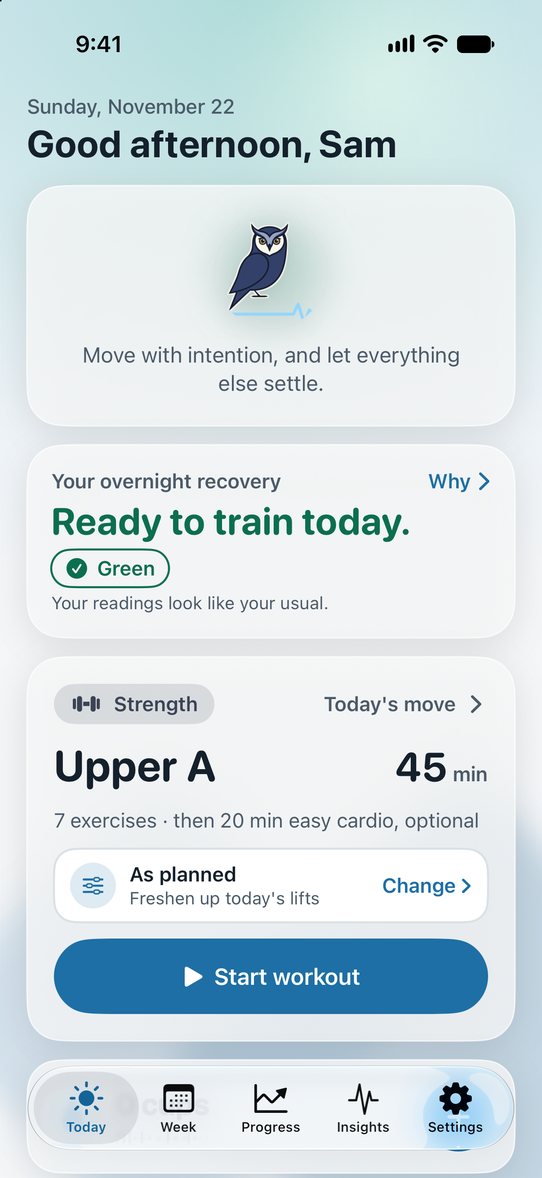 9:41
Sunday, November 22
Good afternoon, Sam
Move with intention, and let everything
else settle.
Your overnight recovery
Why
Ready to train today.
Green
Your readings look like your usual.
Strength
Today's move
Upper A
45 min
7 exercises · then 20 min easy cardio, optional
As planned
Freshen up today's lifts
Change
Start workout
Today
Week
Progress
Insights
Settings